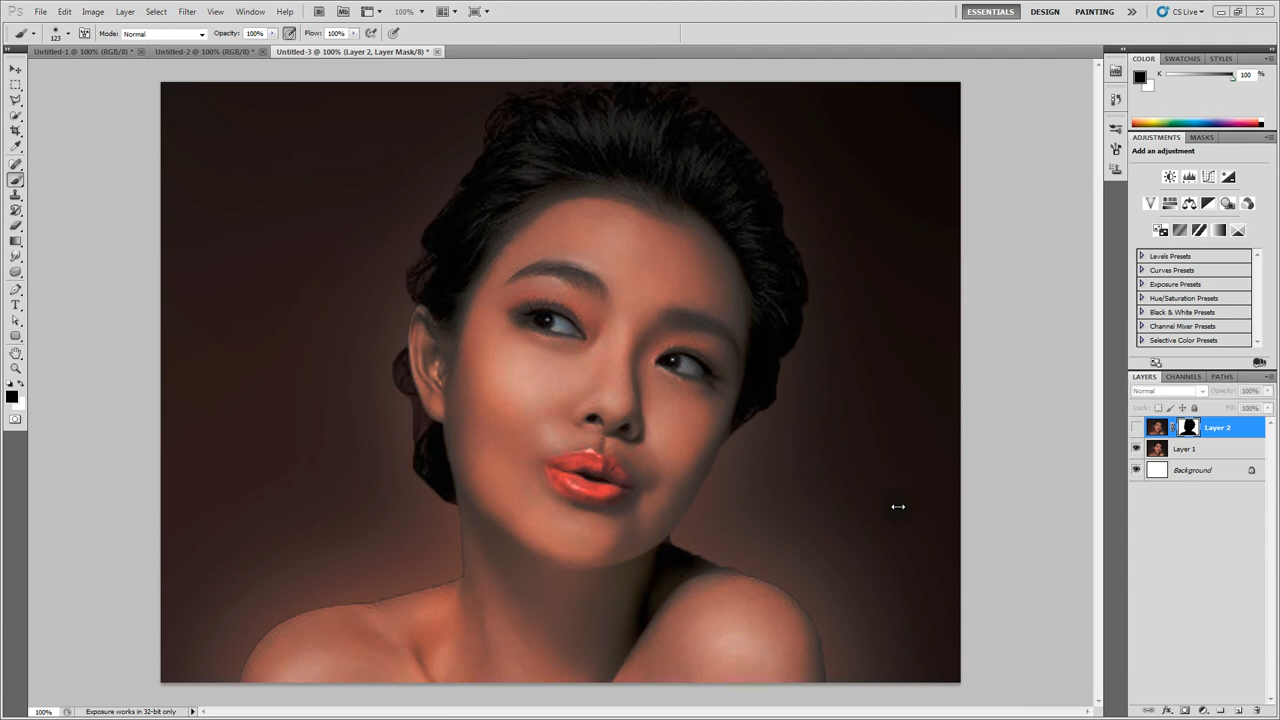 Ps File Edit Image Layer Select Filter View Window Help 100% ESSENTIALS DESIGN PAINTING CS Live
123 Mode: Normal Opacity: 100% Flow: 100%
Untitled-1 @ 100% (RGB/8) * Untitled-2 @ 100% (RGB/8) * Untitled-3 @ 100% (Layer 2, Layer Mask/8) *
COLOR SWATCHES STYLES
K 100 %
ADJUSTMENTS MASKS
Add an adjustment
Levels Presets
Curves Presets
Exposure Presets
Hue/Saturation Presets
Black & White Presets
Channel Mixer Presets
Selective Color Presets
LAYERS CHANNELS PATHS
Normal Opacity: 100%
Lock: Fill: 100%
Layer 2
Layer 1
Background
100% Exposure works in 32-bit only